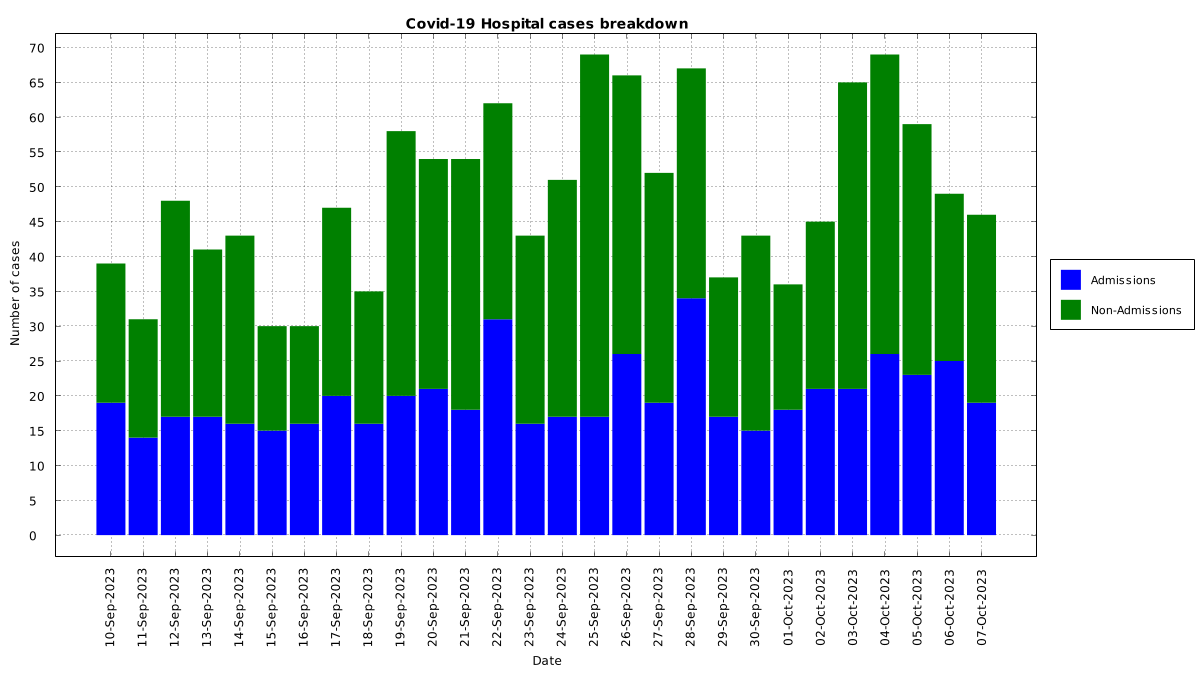 Covid-19 Hospital cases breakdown
70
65
60
55
50
45
40
35
30
25
20
15
10
5
0
Number of cases
Admissions
Non-Admissions
10-Sep-2023
11-Sep-2023
12-Sep-2023
13-Sep-2023
14-Sep-2023
15-Sep-2023
16-Sep-2023
17-Sep-2023
18-Sep-2023
19-Sep-2023
20-Sep-2023
21-Sep-2023
22-Sep-2023
23-Sep-2023
24-Sep-2023
25-Sep-2023
26-Sep-2023
27-Sep-2023
28-Sep-2023
29-Sep-2023
30-Sep-2023
01-Oct-2023
02-Oct-2023
03-Oct-2023
04-Oct-2023
05-Oct-2023
06-Oct-2023
07-Oct-2023
Date